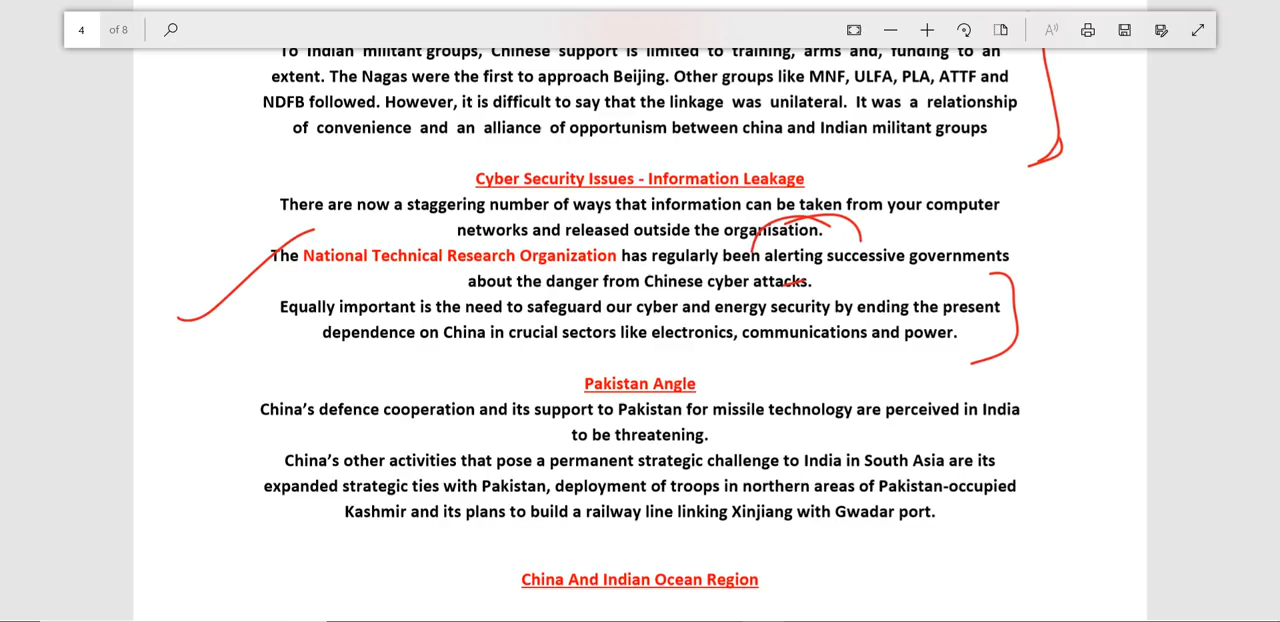 4 of 8
To Indian militant groups, Chinese support is limited to training, arms and, funding to an
extent. The Nagas were the first to approach Beijing. Other groups like MNF, ULFA, PLA, ATTF and
NDFB followed. However, it is difficult to say that the linkage was unilateral. It was a relationship
of convenience and an alliance of opportunism between china and Indian militant groups
Cyber Security Issues - Information Leakage
There are now a staggering number of ways that information can be taken from your computer
networks and released outside the organisation.
The National Technical Research Organization has regularly been alerting successive governments
about the danger from Chinese cyber attacks.
Equally important is the need to safeguard our cyber and energy security by ending the present
dependence on China in crucial sectors like electronics, communications and power.
Pakistan Angle
China’s defence cooperation and its support to Pakistan for missile technology are perceived in India
to be threatening.
China’s other activities that pose a permanent strategic challenge to India in South Asia are its
expanded strategic ties with Pakistan, deployment of troops in northern areas of Pakistan-occupied
Kashmir and its plans to build a railway line linking Xinjiang with Gwadar port.
China And Indian Ocean Region